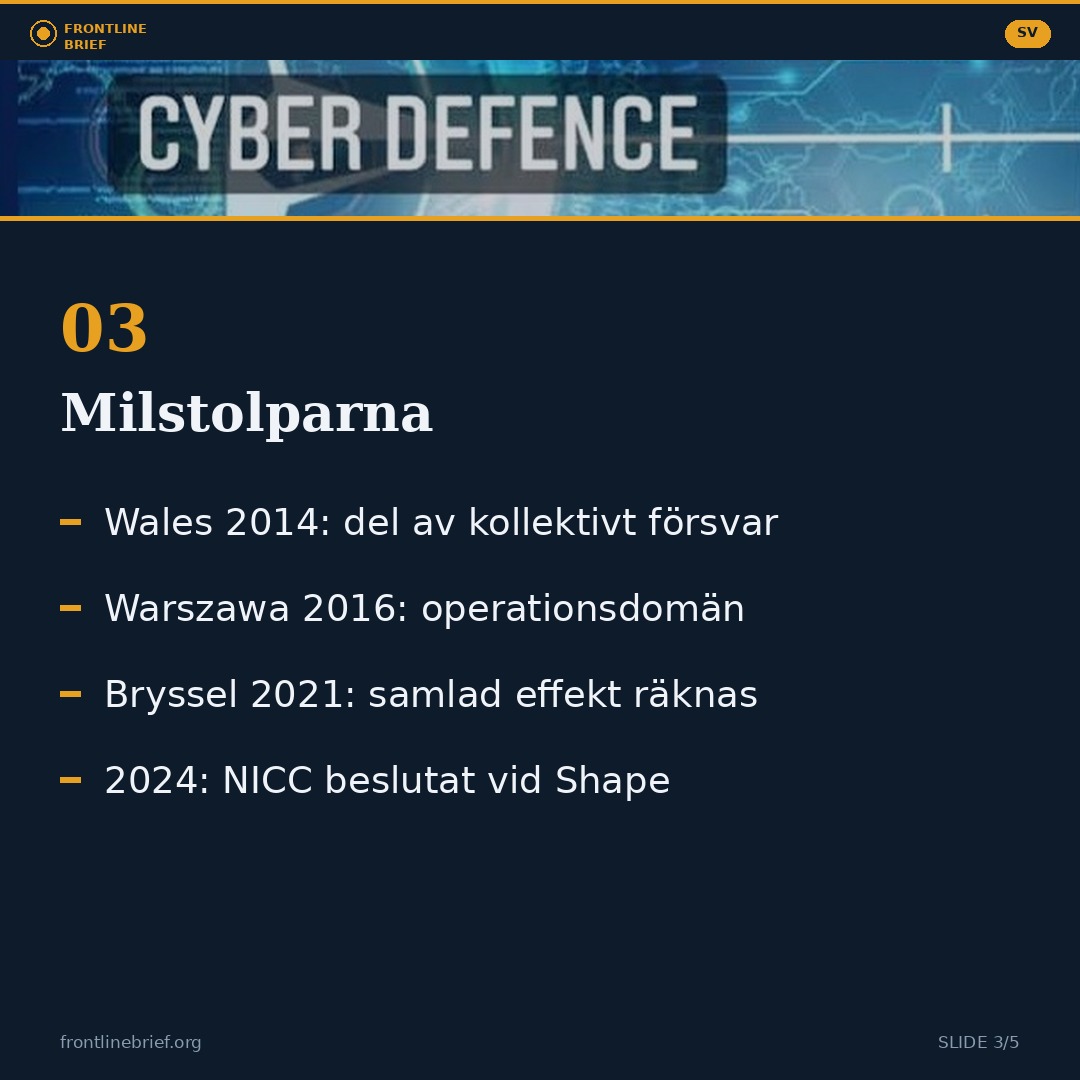 FRONTLINE
BRIEF
SV
CYBER DEFENCE
03
Milstolparna
Wales 2014: del av kollektivt försvar
Warszawa 2016: operationsdomän
Bryssel 2021: samlad effekt räknas
2024: NICC beslutat vid Shape
frontlinebrief.org
SLIDE 3/5